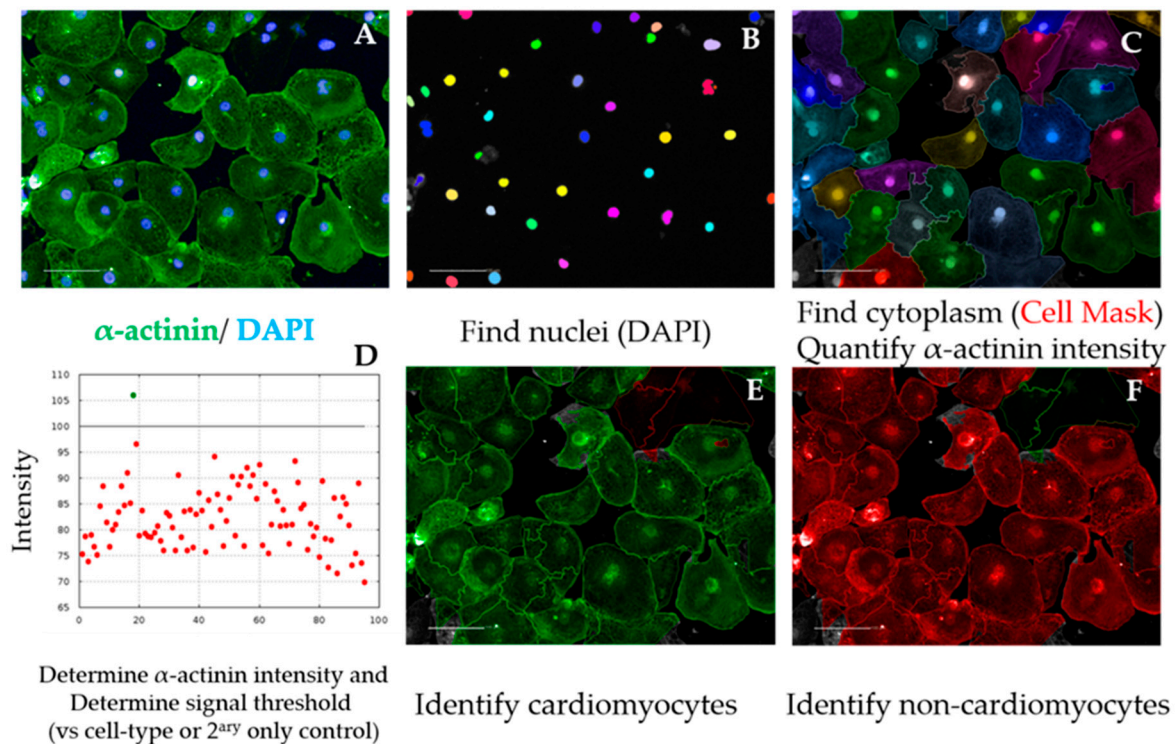 A
B
C
α-actinin/ DAPI
Find nuclei (DAPI)
Find cytoplasm (Cell Mask)
Quantify α-actinin intensity
D
E
F
Intensity
110
105
100
95
90
85
80
75
70
65
0 20 40 60 80 100
Determine α-actinin intensity and
Determine signal threshold
(vs cell-type or 2ary only control)
Identify cardiomyocytes
Identify non-cardiomyocytes